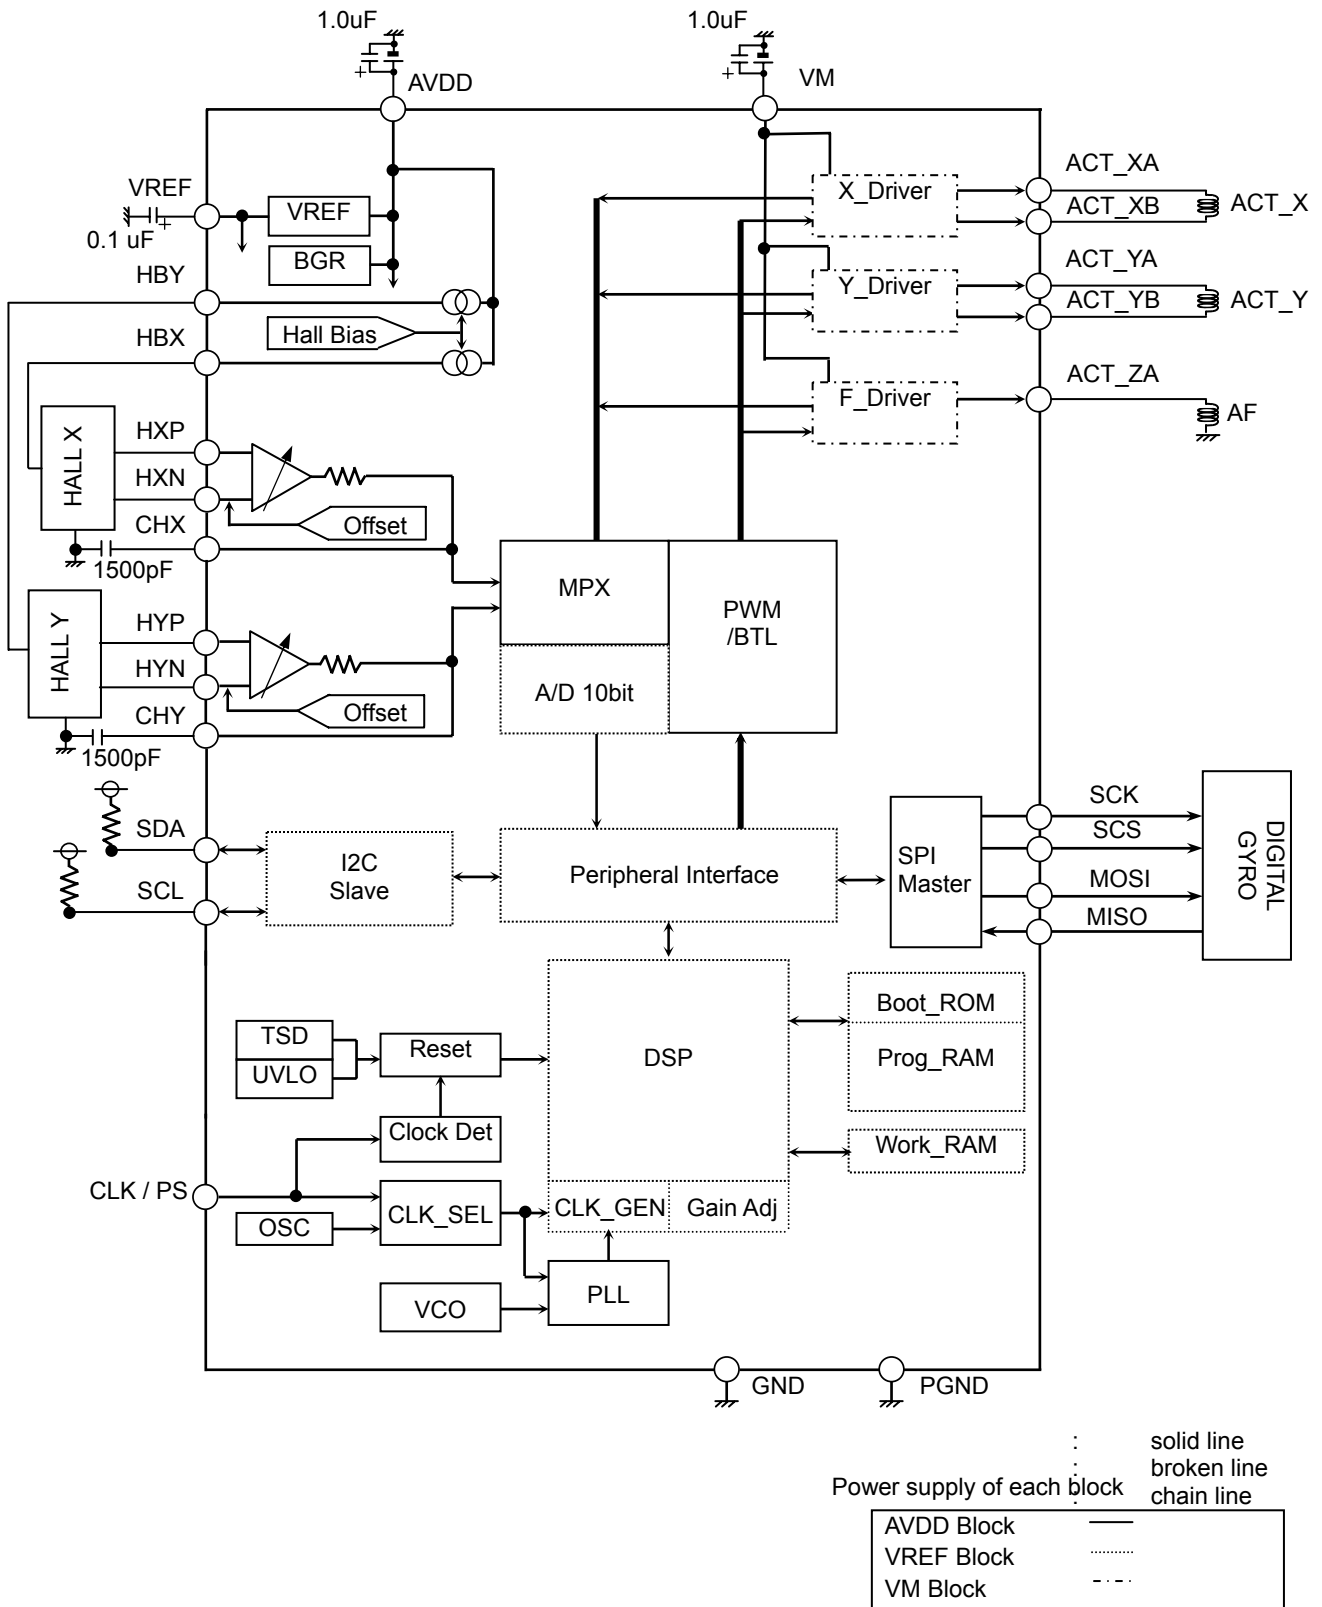 1.0uF
1.0uF
AVDD
VM
VREF
0.1 uF
VREF
BGR
HBY
Hall Bias
HBX
X_Driver
Y_Driver
F_Driver
ACT_XA
ACT_XB
ACT_X
ACT_YA
ACT_YB
ACT_Y
ACT_ZA
AF
HALL X
HXP
HXN
Offset
CHX
1500pF
HALL Y
HYP
HYN
Offset
CHY
1500pF
MPX
A/D 10bit
PWM
/BTL
SDA
SCL
I2C
Slave
Peripheral Interface
SPI
Master
SCK
SCS
MOSI
MISO
DIGITAL
GYRO
TSD
UVLO
Reset
Clock Det
DSP
Boot_ROM
Prog_RAM
Work_RAM
CLK / PS
OSC
CLK_SEL
CLK_GEN
Gain Adj
VCO
PLL
GND
PGND
: solid line
: broken line
Power supply of each block
: chain line
AVDD Block
VREF Block
VM Block